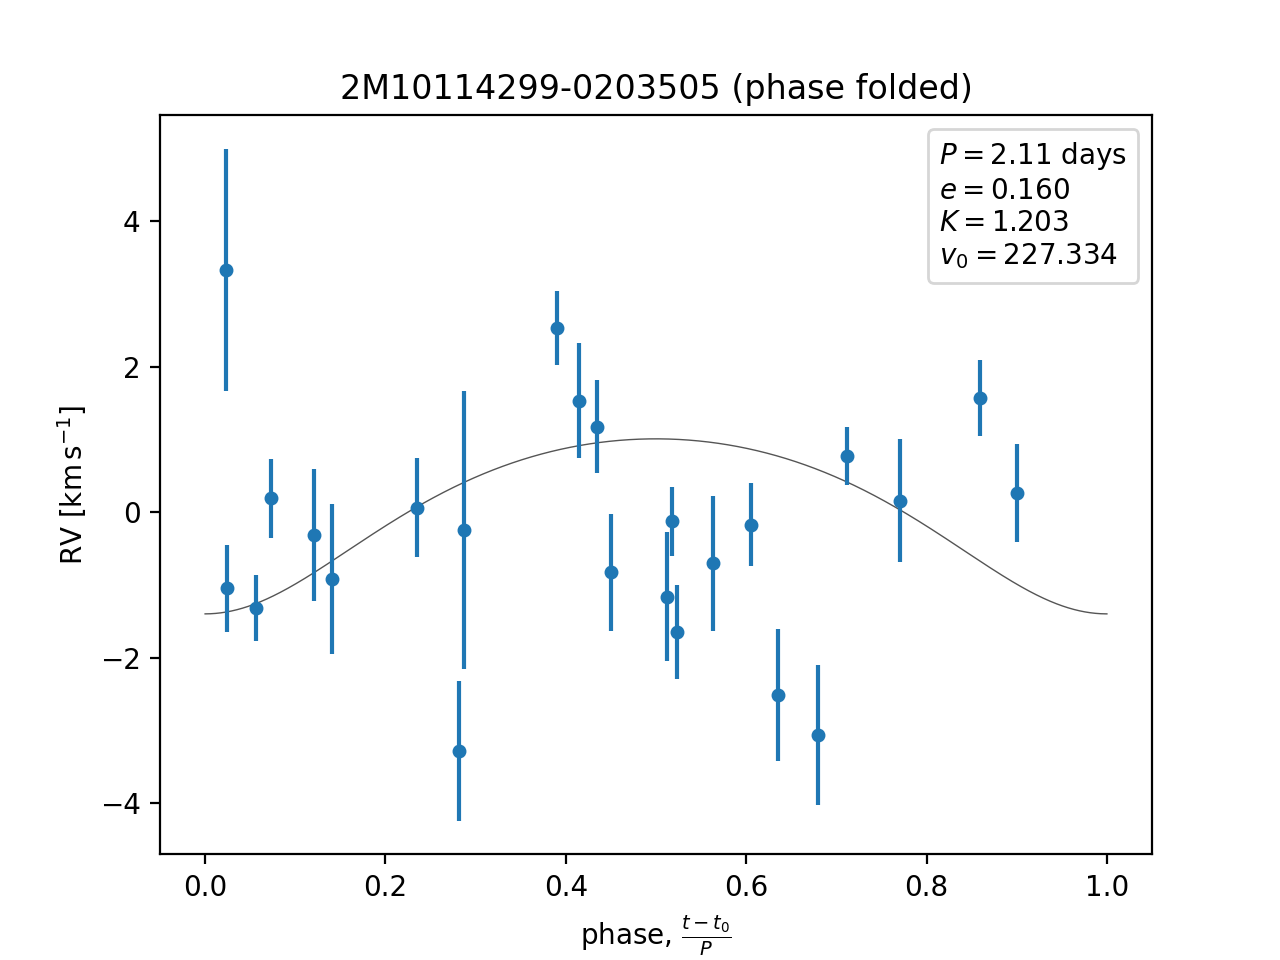 2M10114299-0203505 (phase folded)
P = 2.11 days
e = 0.160
K = 1.203
v₀ = 227.334
4
2
0
−2
−4
RV [km s⁻¹]
0.0 0.2 0.4 0.6 0.8 1.0
phase, (t − t₀)/P